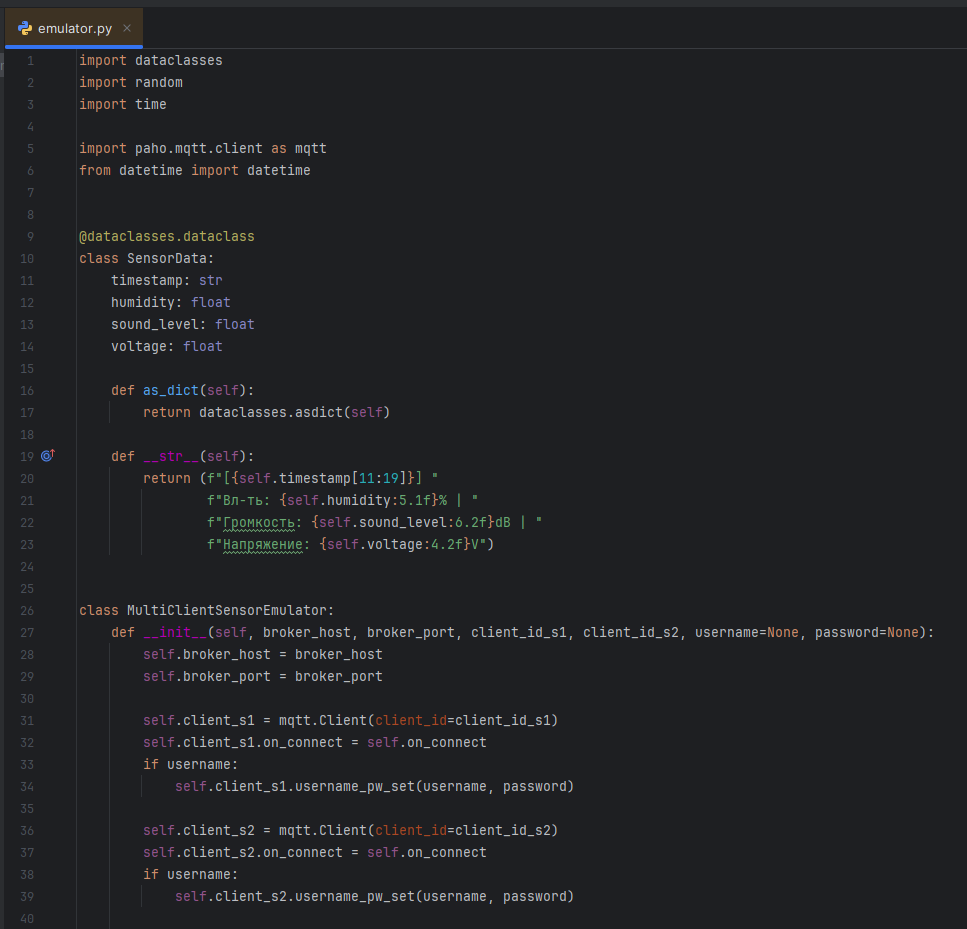 emulator.py
1 import dataclasses
2 import random
3 import time
4
5 import paho.mqtt.client as mqtt
6 from datetime import datetime
7
8
9 @dataclasses.dataclass
10 class SensorData:
11     timestamp: str
12     humidity: float
13     sound_level: float
14     voltage: float
15
16     def as_dict(self):
17         return dataclasses.asdict(self)
18
19     def __str__(self):
20         return (f"[{self.timestamp[11:19]}] "
21                 f"Вл-ть: {self.humidity:5.1f}% | "
22                 f"Громкость: {self.sound_level:6.2f}dB | "
23                 f"Напряжение: {self.voltage:4.2f}V")
24
25
26 class MultiClientSensorEmulator:
27     def __init__(self, broker_host, broker_port, client_id_s1, client_id_s2, username=None, password=None):
28         self.broker_host = broker_host
29         self.broker_port = broker_port
30
31         self.client_s1 = mqtt.Client(client_id=client_id_s1)
32         self.client_s1.on_connect = self.on_connect
33         if username:
34             self.client_s1.username_pw_set(username, password)
35
36         self.client_s2 = mqtt.Client(client_id=client_id_s2)
37         self.client_s2.on_connect = self.on_connect
38         if username:
39             self.client_s2.username_pw_set(username, password)
40